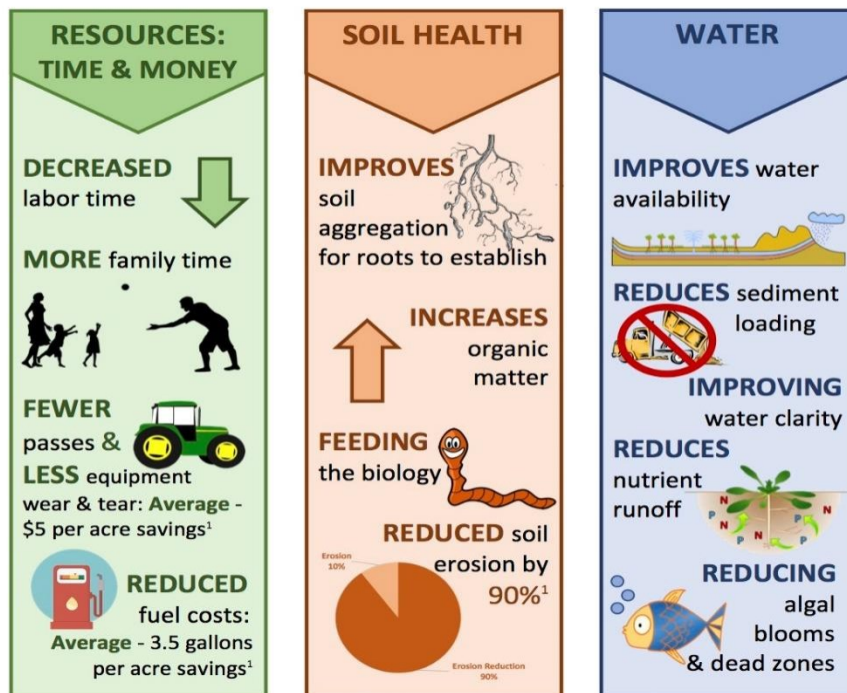 RESOURCES:
TIME & MONEY
DECREASED
labor time
MORE family time
FEWER
passes &
LESS equipment
wear & tear: Average -
$5 per acre savings¹
REDUCED
fuel costs:
Average - 3.5 gallons
per acre savings¹
SOIL HEALTH
IMPROVES
soil
aggregation
for roots to establish
INCREASES
organic
matter
FEEDING
the biology
REDUCED soil
erosion by
90%¹
Erosion
10%
Erosion Reduction
90%
WATER
IMPROVES water
availability
REDUCES sediment
loading
IMPROVING
water clarity
REDUCES
nutrient
runoff
N
N
P
N
P
P
N
REDUCING
algal
blooms
& dead zones